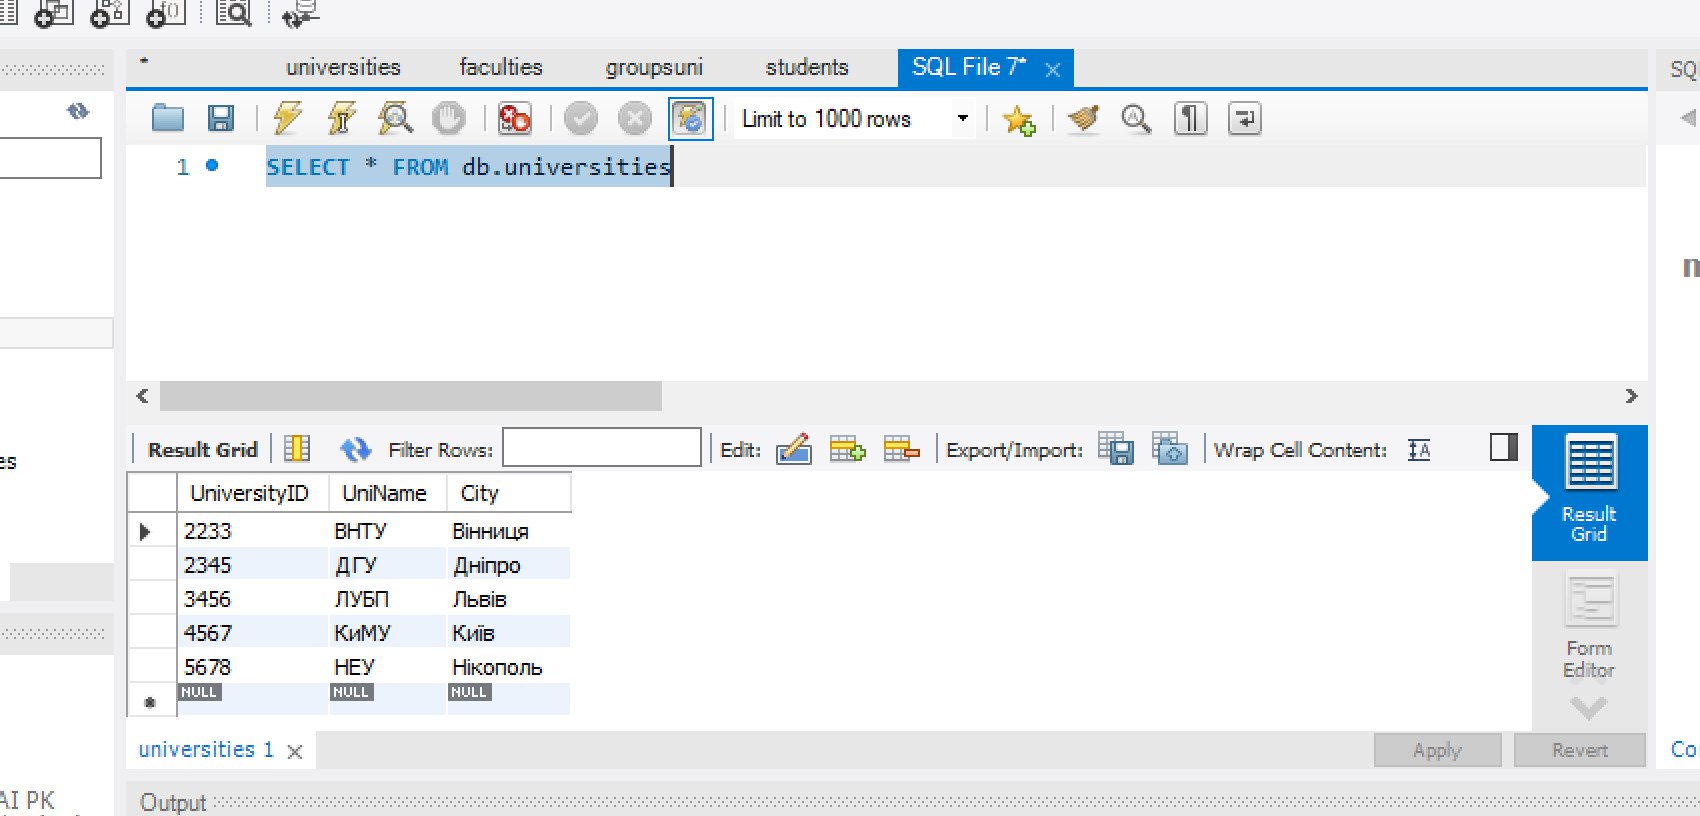 * universities faculties groupsuni students SQL File 7*
SQL
Limit to 1000 rows
1 SELECT * FROM db.universities
es
Result Grid Filter Rows: Edit: Export/Import: Wrap Cell Content:
UniversityID UniName City
2233 ВНТУ Вінниця
2345 ДГУ Дніпро
3456 ЛУБП Львів
4567 КиМУ Київ
5678 НЕУ Нікополь
NULL NULL NULL
Result
Grid
Form
Editor
universities 1
Apply Revert
Co
AI PK
Output